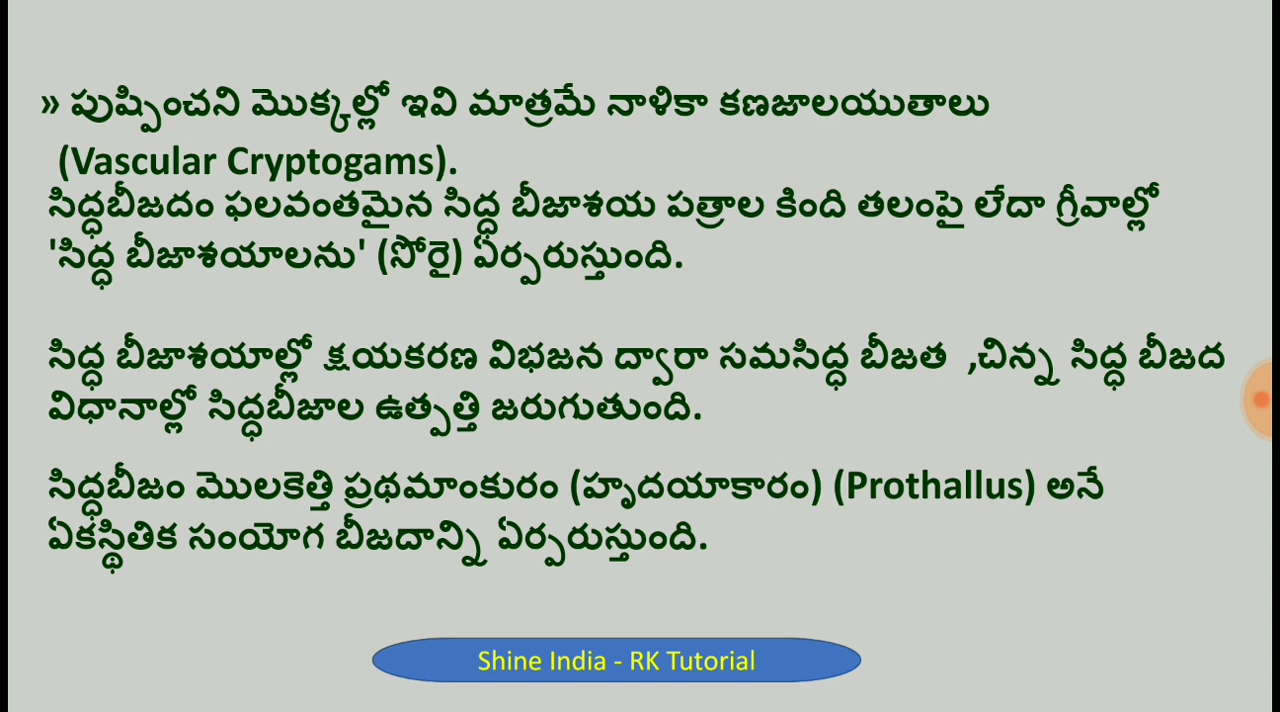 » పుష్పించని మొక్కల్లో ఇవి మాత్రమే నాళికా కణజాలయుతాలు
(Vascular Cryptogams).
సిద్ధబీజదం ఫలవంతమైన సిద్ధ బీజాశయ పత్రాల కింది తలంపై లేదా గ్రీవాల్లో
'సిద్ధ బీజాశయాలను' (సోరై) ఏర్పరుస్తుంది.
సిద్ధ బీజాశయాల్లో క్షయకరణ విభజన ద్వారా సమసిద్ధ బీజత ,చిన్న సిద్ధ బీజద
విధానాల్లో సిద్ధబీజాల ఉత్పత్తి జరుగుతుంది.
సిద్ధబీజం మొలకెత్తి ప్రథమాంకురం (హృదయాకారం) (Prothallus) అనే
ఏకస్థితిక సంయోగ బీజదాన్ని ఏర్పరుస్తుంది.
Shine India - RK Tutorial